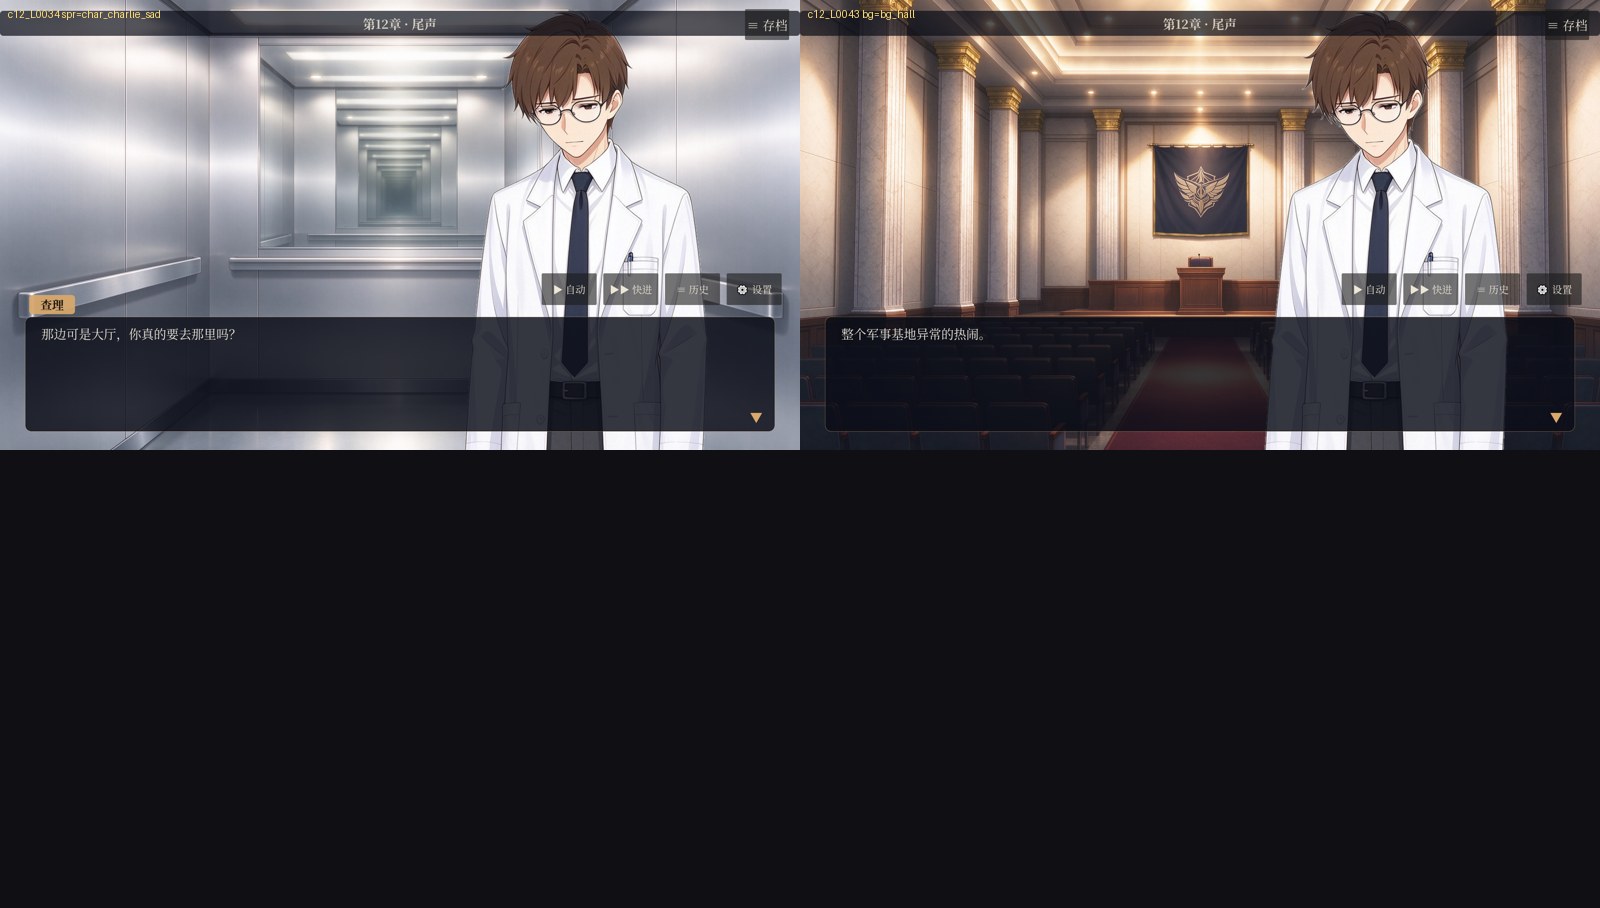 c12_L0034 spr=char_charlie_sad
第12章 · 尾声
≡ 存档
▶ 自动
▶▶ 快进
≡ 历史
设置
查理
那边可是大厅，你真的要去那里吗？
▼
c12_L0043 bg=bg_hall
第12章 · 尾声
≡ 存档
▶ 自动
▶▶ 快进
≡ 历史
设置
整个军事基地异常的热闹。
▼